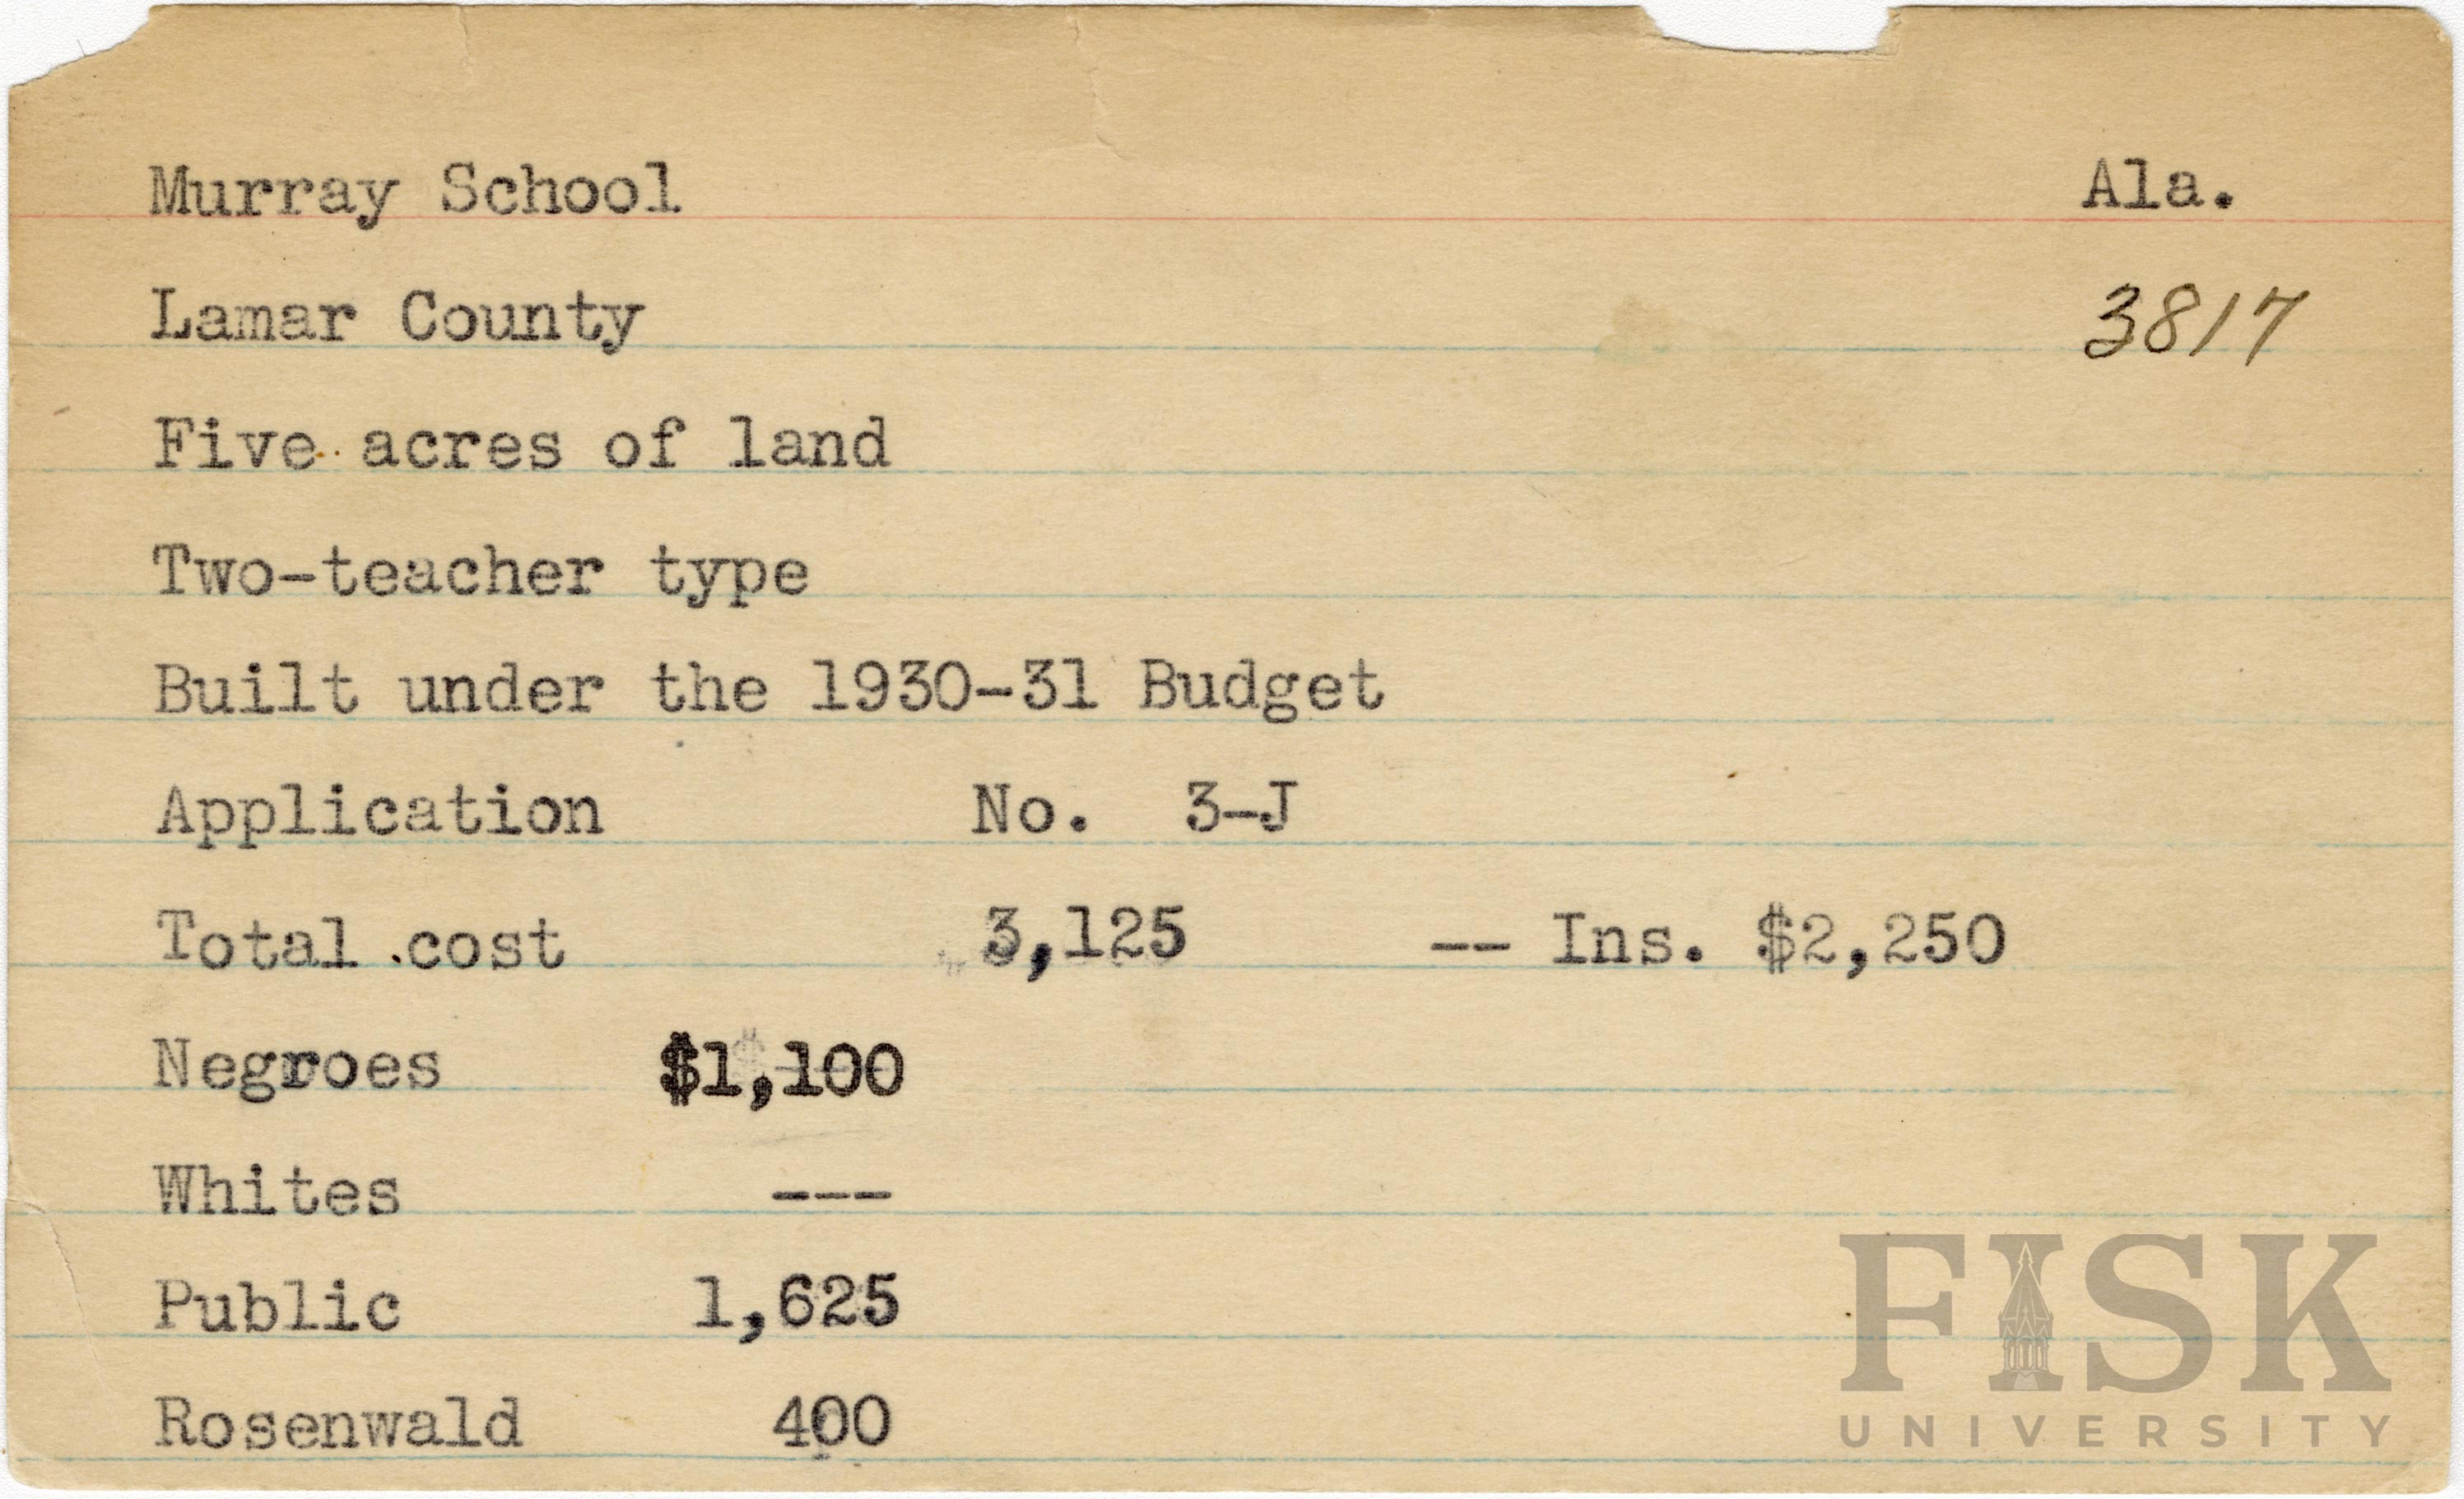 Murray School Ala.
Lamar County 3817
Five acres of land
Two-teacher type
Built under the 1930-31 Budget
Application No. 3-J
Total cost 3,125 -- Ins. $2,250
Negroes $1,100
Whites ---
Public 1,625
Rosenwald 400
FISK
UNIVERSITY